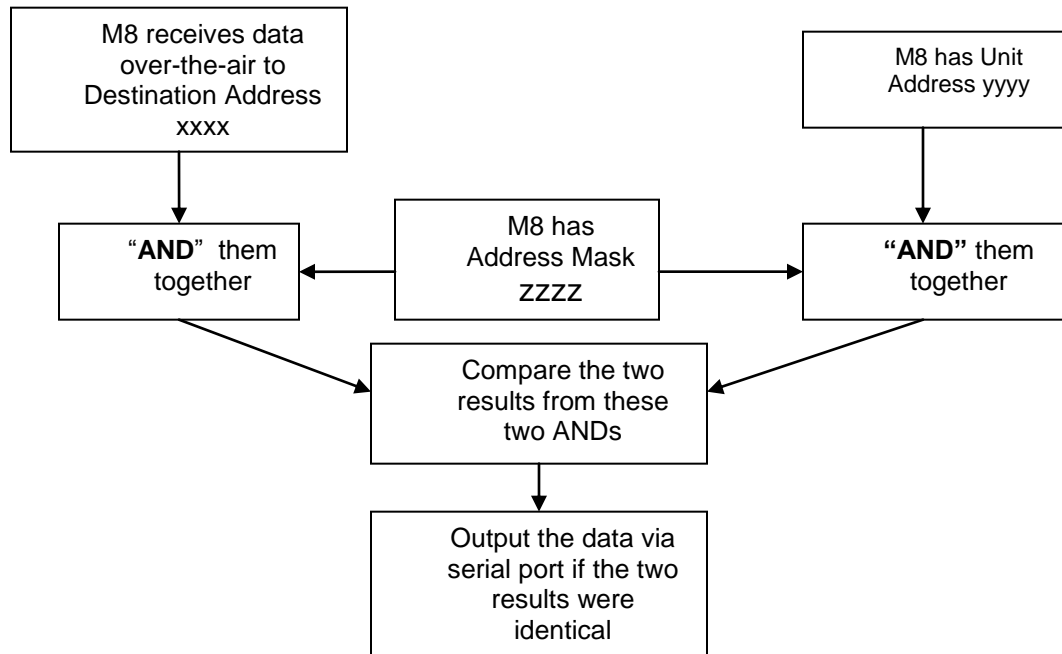 M8 receives data
over-the-air to
Destination Address
xxxx
M8 has Unit
Address yyyy
“AND” them
together
M8 has
Address Mask
zzzz
“AND” them
together
Compare the two
results from these
two ANDs
Output the data via
serial port if the two
results were
identical